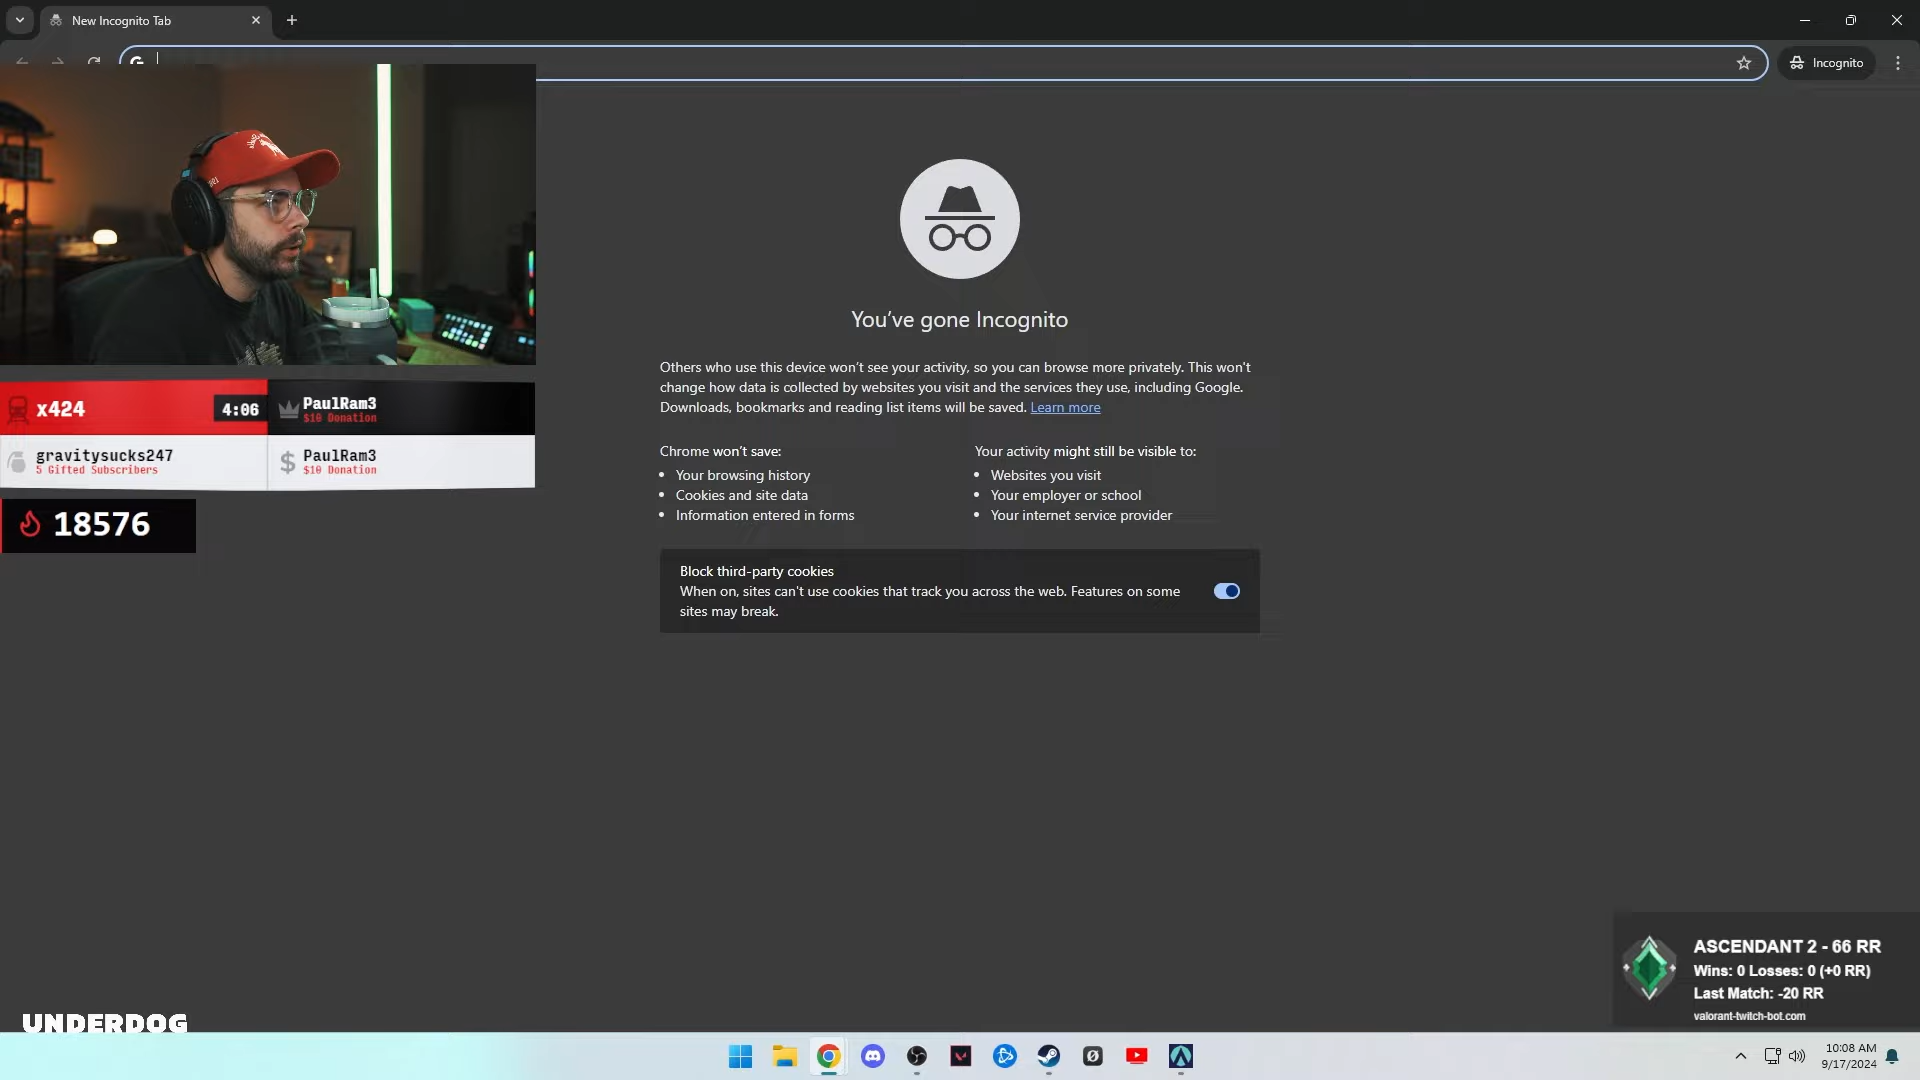 New Incognito Tab
Incognito
You've gone Incognito
Others who use this device won't see your activity, so you can browse more privately. This won't
change how data is collected by websites you visit and the services they use, including Google.
Downloads, bookmarks and reading list items will be saved. Learn more
Chrome won't save:
Your browsing history
Cookies and site data
Information entered in forms
Your activity might still be visible to:
Websites you visit
Your employer or school
Your internet service provider
Block third-party cookies
When on, sites can't use cookies that track you across the web. Features on some
sites may break.
x424
4:06
PaulRam3
$10 Donation
gravitysucks247
5 Gifted Subscribers
PaulRam3
$10 Donation
18576
ASCENDANT 2 - 66 RR
Wins: 0 Losses: 0 (+0 RR)
Last Match: -20 RR
valorant-twitch-bot.com
UNDERDOG
10:08 AM
9/17/2024